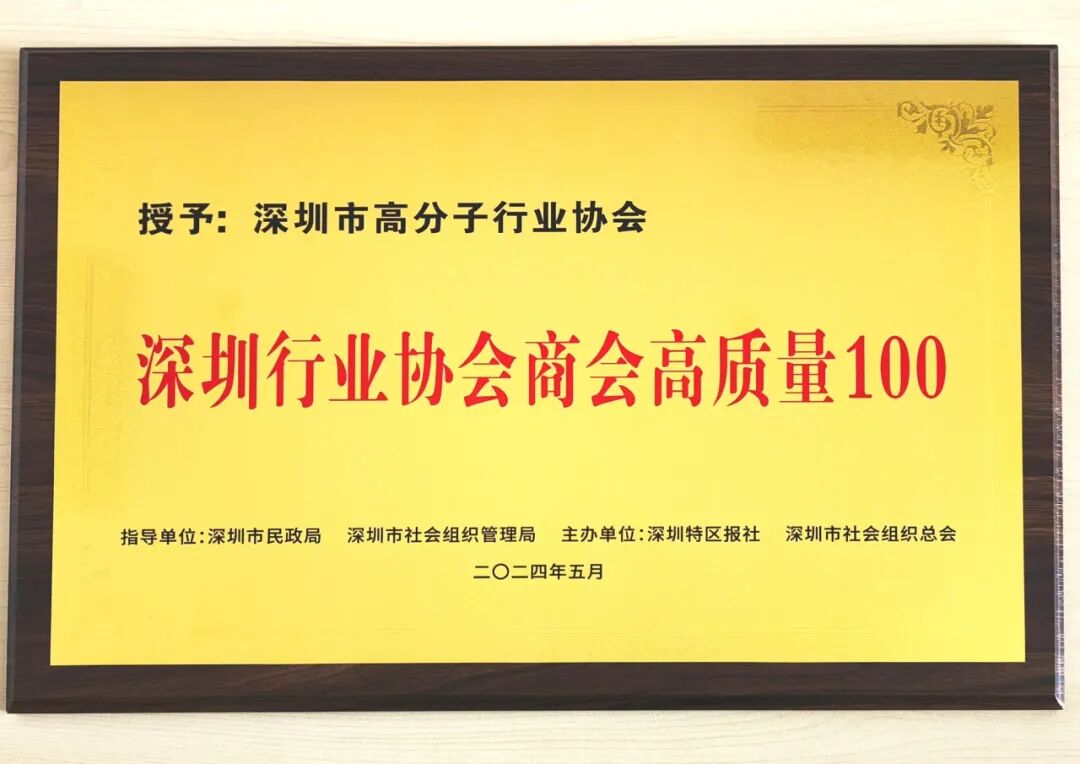 授予：深圳市高分子行业协会
深圳行业协会商会高质量100
指导单位：深圳市民政局 深圳市社会组织管理局 主办单位：深圳特区报社 深圳市社会组织总会
二〇二四年五月